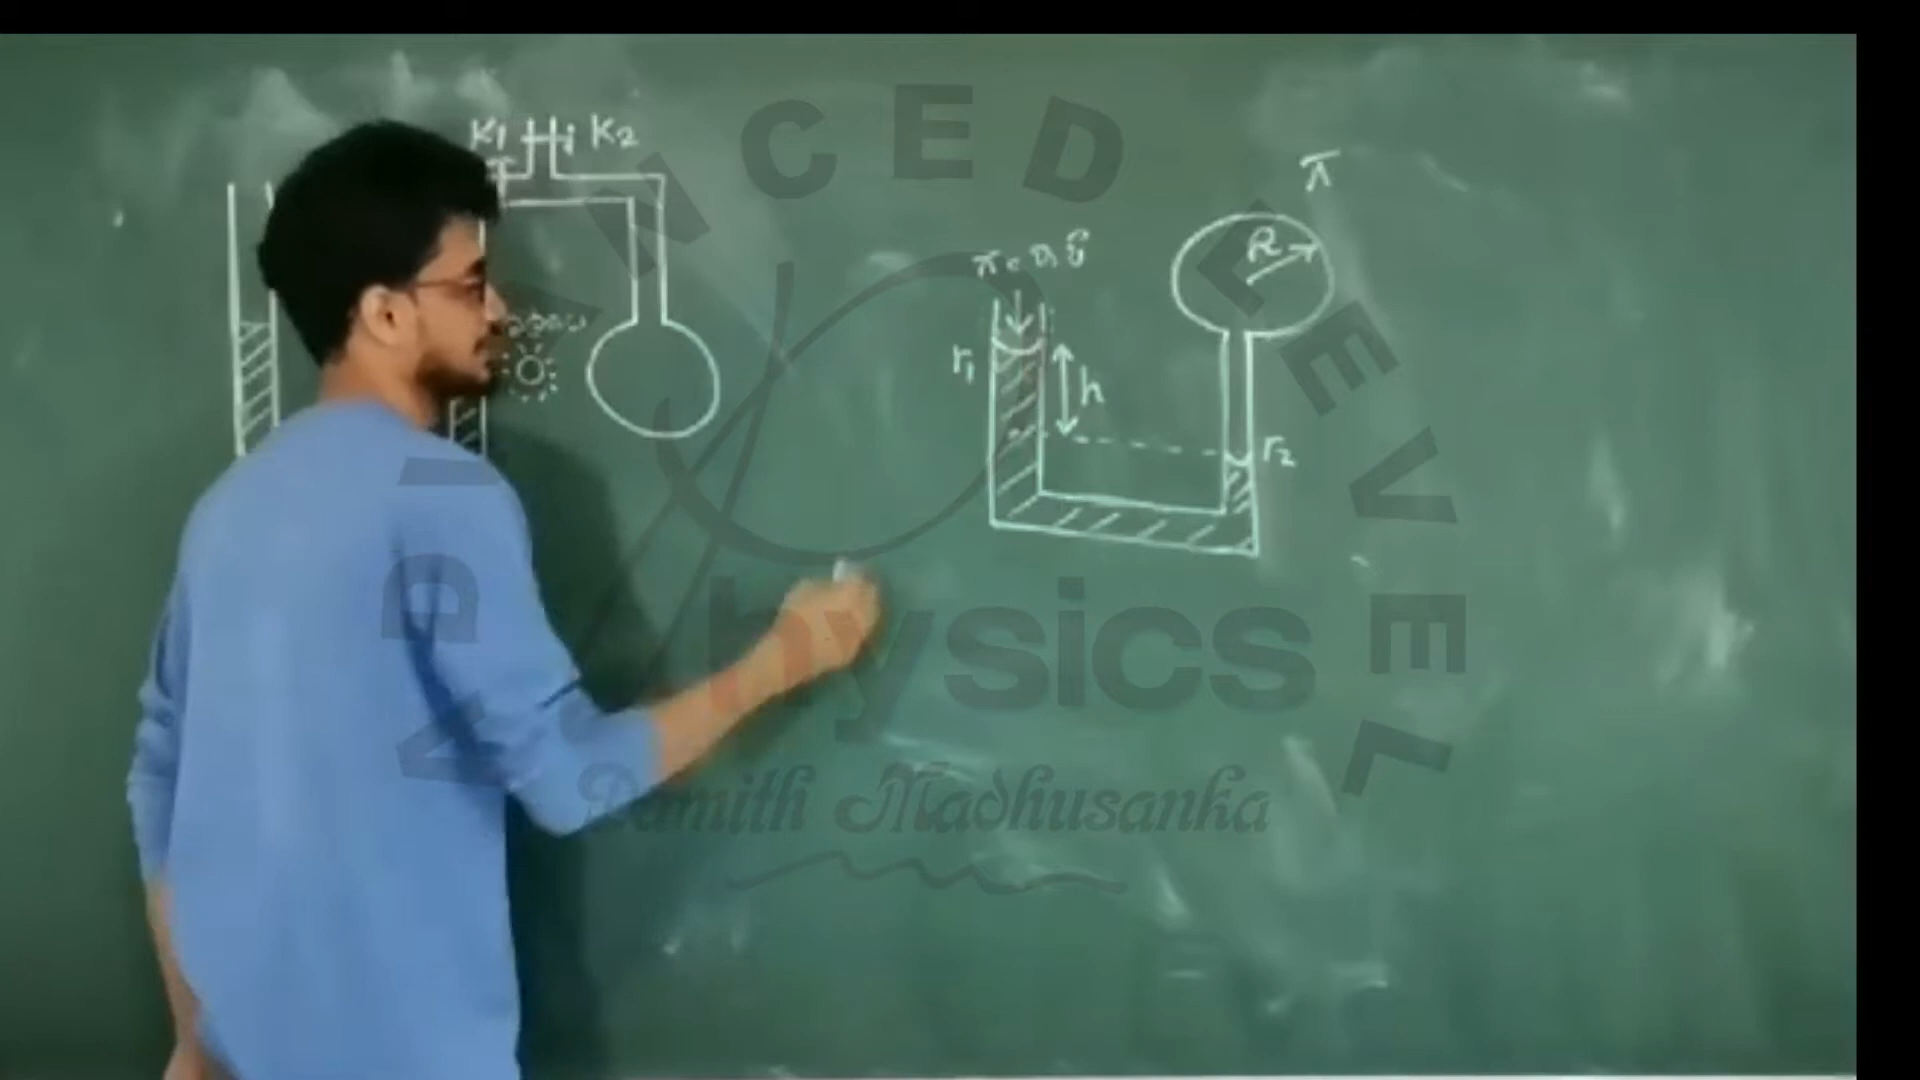 K1 K2
π
R
r1
h
r2
ADVANCED LEVEL
Physics
Damith Madhusanka